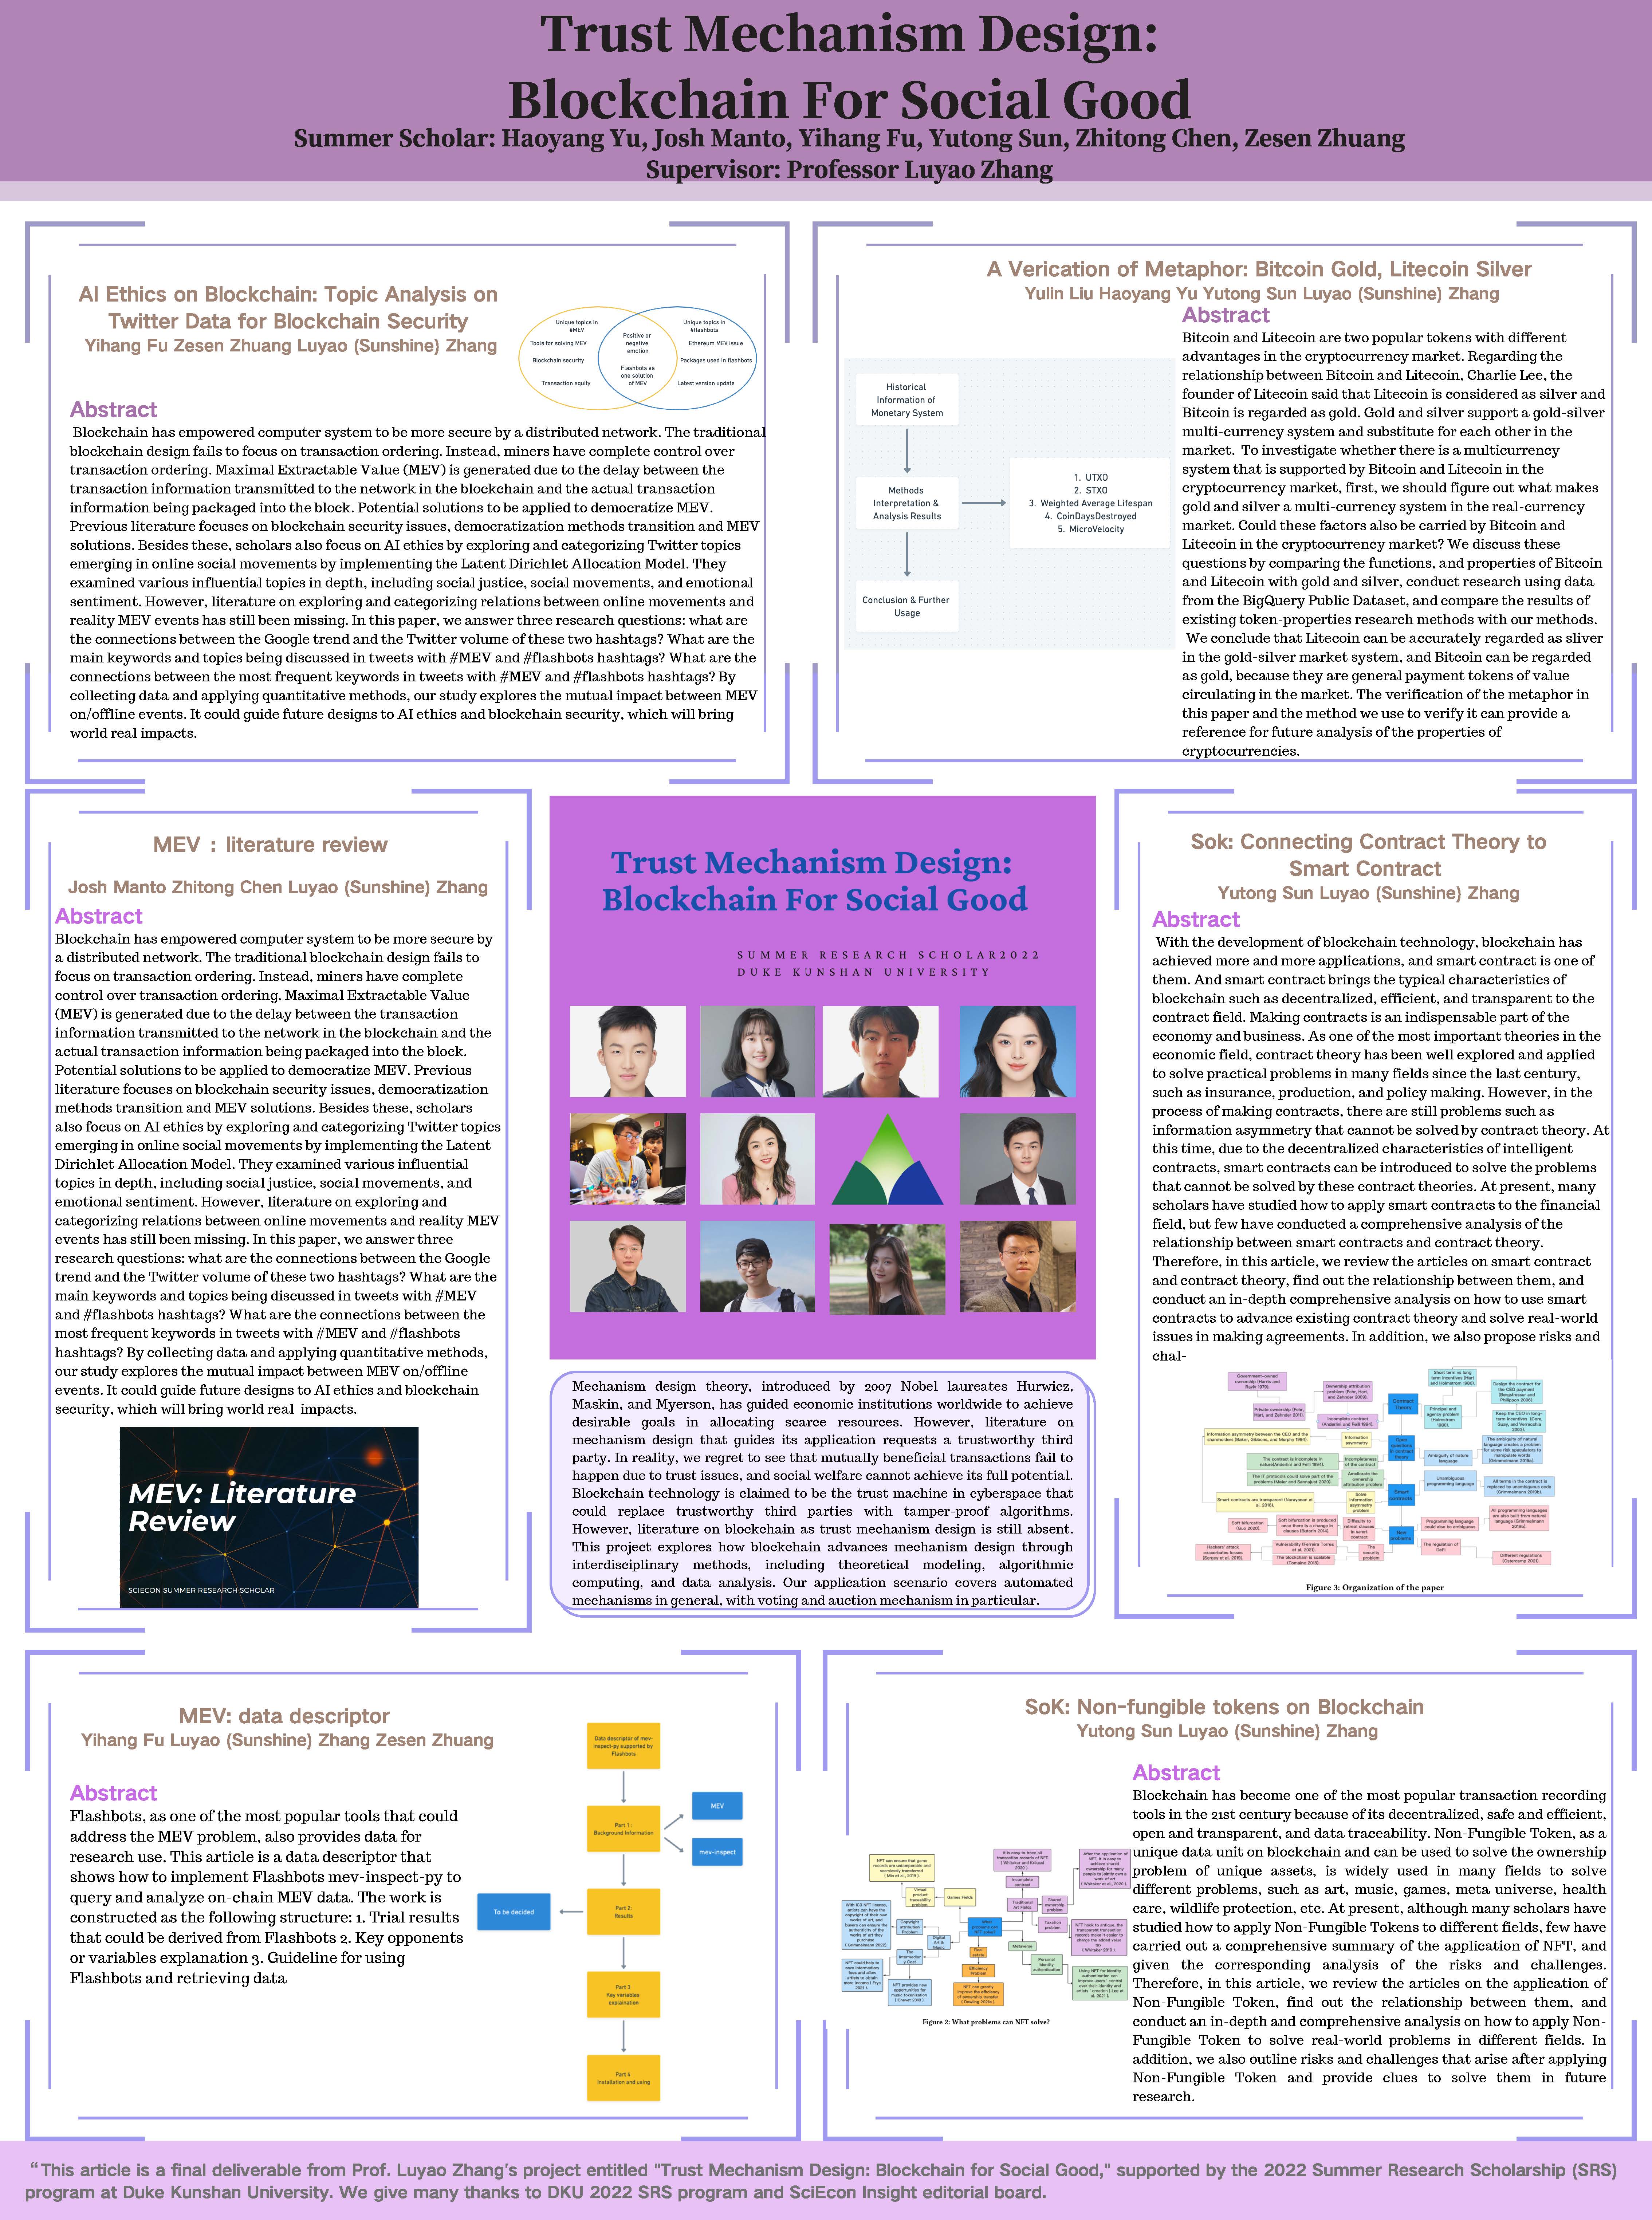 Trust Mechanism Design:
Blockchain For Social Good
Summer Scholar: Haoyang Yu, Josh Manto, Yihang Fu, Yutong Sun, Zhitong Chen, Zesen Zhuang
Supervisor: Professor Luyao Zhang
AI Ethics on Blockchain: Topic Analysis on
Twitter Data for Blockchain Security
Yihang Fu Zesen Zhuang Luyao (Sunshine) Zhang
Unique topics in
#MEV
Tools for solving MEV
Blockchain security
Transaction equity
Positive or
negative
emotion
Flashbots as
one solution
of MEV
Unique topics in
#flashbots
Ethereum MEV issue
Packages used in flashbots
Latest version update
Abstract
Blockchain has empowered computer system to be more secure by a distributed network. The traditional
blockchain design fails to focus on transaction ordering. Instead, miners have complete control over
transaction ordering. Maximal Extractable Value (MEV) is generated due to the delay between the
transaction information transmitted to the network in the blockchain and the actual transaction
information being packaged into the block. Potential solutions to be applied to democratize MEV.
Previous literature focuses on blockchain security issues, democratization methods transition and MEV
solutions. Besides these, scholars also focus on AI ethics by exploring and categorizing Twitter topics
emerging in online social movements by implementing the Latent Dirichlet Allocation Model. They
examined various influential topics in depth, including social justice, social movements, and emotional
sentiment. However, literature on exploring and categorizing relations between online movements and
reality MEV events has still been missing. In this paper, we answer three research questions: what are
the connections between the Google trend and the Twitter volume of these two hashtags? What are the
main keywords and topics being discussed in tweets with #MEV and #flashbots hashtags? What are the
connections between the most frequent keywords in tweets with #MEV and #flashbots hashtags? By
collecting data and applying quantitative methods, our study explores the mutual impact between MEV
on/offline events. It could guide future designs to AI ethics and blockchain security, which will bring
world real impacts.
A Verication of Metaphor: Bitcoin Gold, Litecoin Silver
Yulin Liu Haoyang Yu Yutong Sun Luyao (Sunshine) Zhang
Historical
Information of
Monetary System
Methods
Interpretation &
Analysis Results
Conclusion & Further
Usage
1. UTXO
2. STXO
3. Weighted Average Lifespan
4. CoinDaysDestroyed
5. MicroVelocity
Abstract
Bitcoin and Litecoin are two popular tokens with different
advantages in the cryptocurrency market. Regarding the
relationship between Bitcoin and Litecoin, Charlie Lee, the
founder of Litecoin said that Litecoin is considered as silver and
Bitcoin is regarded as gold. Gold and silver support a gold-silver
multi-currency system and substitute for each other in the
market. To investigate whether there is a multicurrency
system that is supported by Bitcoin and Litecoin in the
cryptocurrency market, first, we should figure out what makes
gold and silver a multi-currency system in the real-currency
market. Could these factors also be carried by Bitcoin and
Litecoin in the cryptocurrency market? We discuss these
questions by comparing the functions, and properties of Bitcoin
and Litecoin with gold and silver, conduct research using data
from the BigQuery Public Dataset, and compare the results of
existing token-properties research methods with our methods.
We conclude that Litecoin can be accurately regarded as sliver
in the gold-silver market system, and Bitcoin can be regarded
as gold, because they are general payment tokens of value
circulating in the market. The verification of the metaphor in
this paper and the method we use to verify it can provide a
reference for future analysis of the properties of
cryptocurrencies.
MEV : literature review
Josh Manto Zhitong Chen Luyao (Sunshine) Zhang
Abstract
Blockchain has empowered computer system to be more secure by
a distributed network. The traditional blockchain design fails to
focus on transaction ordering. Instead, miners have complete
control over transaction ordering. Maximal Extractable Value
(MEV) is generated due to the delay between the transaction
information transmitted to the network in the blockchain and the
actual transaction information being packaged into the block.
Potential solutions to be applied to democratize MEV. Previous
literature focuses on blockchain security issues, democratization
methods transition and MEV solutions. Besides these, scholars
also focus on AI ethics by exploring and categorizing Twitter topics
emerging in online social movements by implementing the Latent
Dirichlet Allocation Model. They examined various influential
topics in depth, including social justice, social movements, and
emotional sentiment. However, literature on exploring and
categorizing relations between online movements and reality MEV
events has still been missing. In this paper, we answer three
research questions: what are the connections between the Google
trend and the Twitter volume of these two hashtags? What are the
main keywords and topics being discussed in tweets with #MEV
and #flashbots hashtags? What are the connections between the
most frequent keywords in tweets with #MEV and #flashbots
hashtags? By collecting data and applying quantitative methods,
our study explores the mutual impact between MEV on/offline
events. It could guide future designs to AI ethics and blockchain
security, which will bring world real impacts.
MEV: Literature
Review
SCIECON SUMMER RESEARCH SCHOLAR
Trust Mechanism Design:
Blockchain For Social Good
SUMMER RESEARCH SCHOLAR2022
DUKE KUNSHAN UNIVERSITY
Mechanism design theory, introduced by 2007 Nobel laureates Hurwicz,
Maskin, and Myerson, has guided economic institutions worldwide to achieve
desirable goals in allocating scarce resources. However, literature on
mechanism design that guides its application requests a trustworthy third
party. In reality, we regret to see that mutually beneficial transactions fail to
happen due to trust issues, and social welfare cannot achieve its full potential.
Blockchain technology is claimed to be the trust machine in cyberspace that
could replace trustworthy third parties with tamper-proof algorithms.
However, literature on blockchain as trust mechanism design is still absent.
This project explores how blockchain advances mechanism design through
interdisciplinary methods, including theoretical modeling, algorithmic
computing, and data analysis. Our application scenario covers automated
mechanisms in general, with voting and auction mechanism in particular.
Sok: Connecting Contract Theory to
Smart Contract
Yutong Sun Luyao (Sunshine) Zhang
Abstract
With the development of blockchain technology, blockchain has
achieved more and more applications, and smart contract is one of
them. And smart contract brings the typical characteristics of
blockchain such as decentralized, efficient, and transparent to the
contract field. Making contracts is an indispensable part of the
economy and business. As one of the most important theories in the
economic field, contract theory has been well explored and applied
to solve practical problems in many fields since the last century,
such as insurance, production, and policy making. However, in the
process of making contracts, there are still problems such as
information asymmetry that cannot be solved by contract theory. At
this time, due to the decentralized characteristics of intelligent
contracts, smart contracts can be introduced to solve the problems
that cannot be solved by these contract theories. At present, many
scholars have studied how to apply smart contracts to the financial
field, but few have conducted a comprehensive analysis of the
relationship between smart contracts and contract theory.
Therefore, in this article, we review the articles on smart contract
and contract theory, find out the relationship between them, and
conduct an in-depth comprehensive analysis on how to use smart
contracts to advance existing contract theory and solve real-world
issues in making agreements. In addition, we also propose risks and
chal-
Contract
Theory
Information
asymmetry
Ambiguity of nature
language
Unambiguous
programming language
Smart
contracts
New
problems
The regulation of
DeFi
Figure 3: Organization of the paper
MEV: data descriptor
Yihang Fu Luyao (Sunshine) Zhang Zesen Zhuang
Abstract
Flashbots, as one of the most popular tools that could
address the MEV problem, also provides data for
research use. This article is a data descriptor that
shows how to implement Flashbots mev-inspect-py to
query and analyze on-chain MEV data. The work is
constructed as the following structure: 1. Trial results
that could be derived from Flashbots 2. Key opponents
or variables explanation 3. Guideline for using
Flashbots and retrieving data
Data descriptor of mev-
inspect-py supported by
Flashbots
Part 1 :
Background Information
MEV
mev-inspect
To be decided
Part 2:
Results
Part 3
Key variables
explaination
Part 4
Installation and using
SoK: Non-fungible tokens on Blockchain
Yutong Sun Luyao (Sunshine) Zhang
Games Fields
Incomplete
contract
Traditional
Art Fields
Shared
ownership
problem
Taxation
problem
Metaverse
Personal
Identity
authentication
Digital
Art &
Music
Copyright
attribution
Problem
Efficiency
Problem
Figure 2: What problems can NFT solve?
Abstract
Blockchain has become one of the most popular transaction recording
tools in the 21st century because of its decentralized, safe and efficient,
open and transparent, and data traceability. Non-Fungible Token, as a
unique data unit on blockchain and can be used to solve the ownership
problem of unique assets, is widely used in many fields to solve
different problems, such as art, music, games, meta universe, health
care, wildlife protection, etc. At present, although many scholars have
studied how to apply Non-Fungible Tokens to different fields, few have
carried out a comprehensive summary of the application of NFT, and
given the corresponding analysis of the risks and challenges.
Therefore, in this article, we review the articles on the application of
Non-Fungible Token, find out the relationship between them, and
conduct an in-depth and comprehensive analysis on how to apply Non-
Fungible Token to solve real-world problems in different fields. In
addition, we also outline risks and challenges that arise after applying
Non-Fungible Token and provide clues to solve them in future
research.
“This article is a final deliverable from Prof. Luyao Zhang's project entitled "Trust Mechanism Design: Blockchain for Social Good," supported by the 2022 Summer Research Scholarship (SRS)
program at Duke Kunshan University. We give many thanks to DKU 2022 SRS program and SciEcon Insight editorial board.